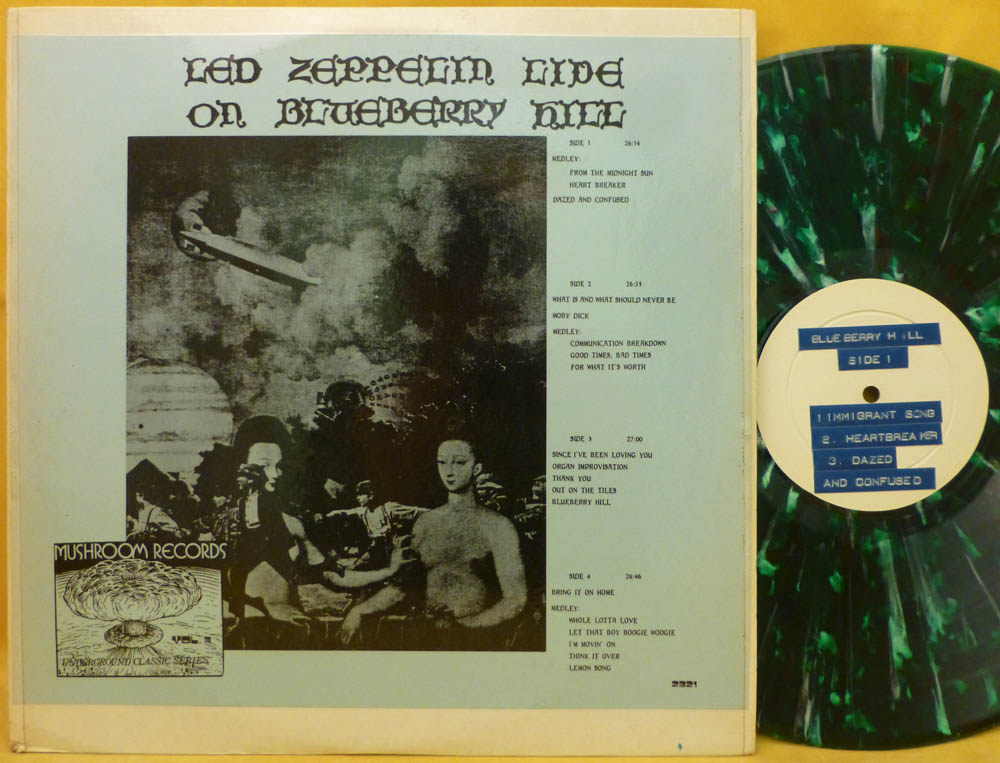 LED ZEPPELIN LIVE
ON BLUEBERRY HILL
SIDE 1 26:14
MEDLEY:
FROM THE MIDNIGHT SUN
HEART BREAKER
DAZED AND CONFUSED
SIDE 2 26:33
WHAT IS AND WHAT SHOULD NEVER BE
MOBY DICK
MEDLEY:
COMMUNICATION BREAKDOWN
GOOD TIMES, BAD TIMES
FOR WHAT IT'S WORTH
SIDE 3 27:00
SINCE I'VE BEEN LOVING YOU
ORGAN IMPROVISATION
THANK YOU
OUT ON THE TILES
BLUEBERRY HILL
SIDE 4 26:46
BRING IT ON HOME
MEDLEY:
WHOLE LOTTA LOVE
LET THAT BOY BOOGIE WOOGIE
I'M MOVIN' ON
THINK IT OVER
LEMON SONG
2321
MUSHROOM RECORDS
VOL. 3
UNDERGROUND CLASSIC SERIES
BLUEBERRY HILL
SIDE 1
1 IMMIGRANT SONG
2. HEARTBREAKER
3. DAZED
AND CONFUSED